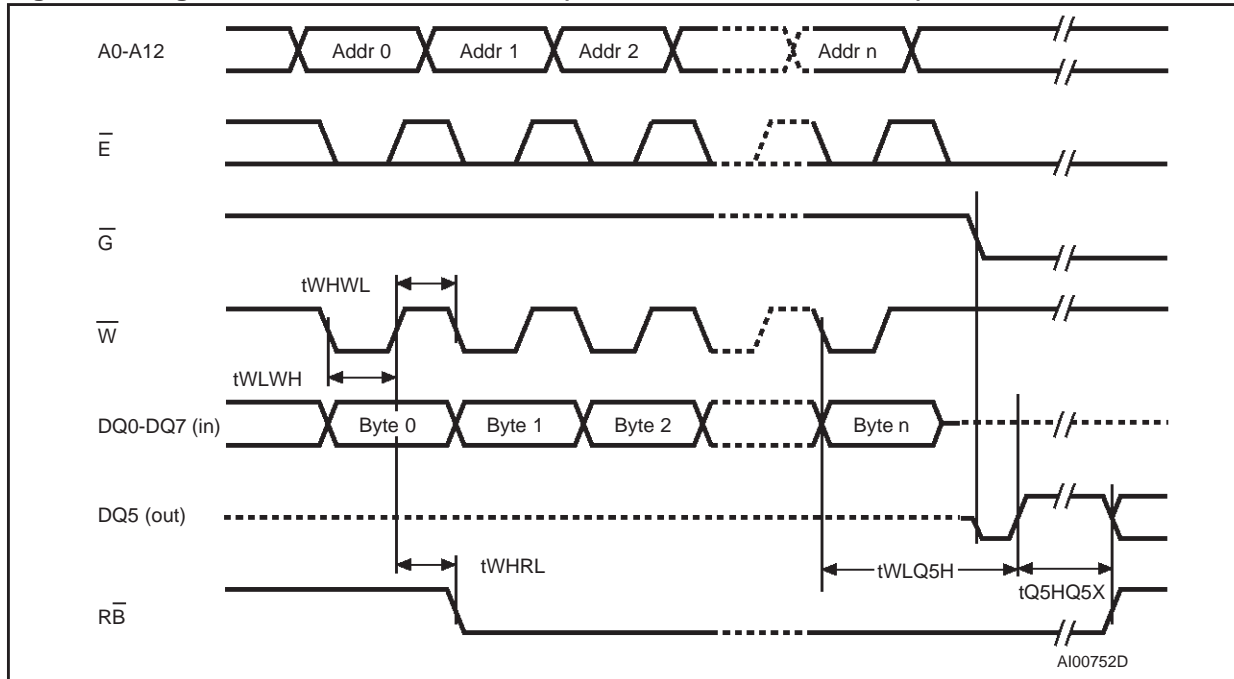 A0-A12
Addr 0
Addr 1
Addr 2
Addr n
E̅
G̅
tWHWL
W̅
tWLWH
DQ0-DQ7 (in)
Byte 0
Byte 1
Byte 2
Byte n
DQ5 (out)
tWHRL
tWLQ5H
tQ5HQ5X
RB̅
AI00752D